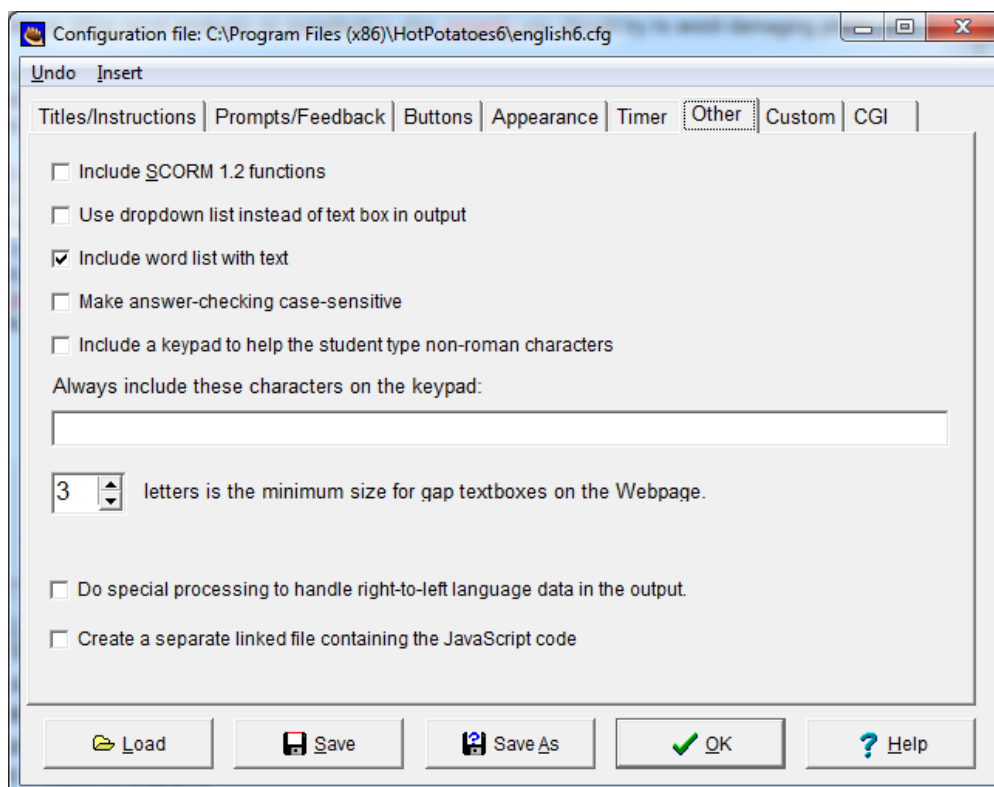 Configuration file: C:\Program Files (x86)\HotPotatoes6\english6.cfg
Undo Insert
Titles/Instructions Prompts/Feedback Buttons Appearance Timer Other Custom CGI
Include SCORM 1.2 functions
Use dropdown list instead of text box in output
Include word list with text
Make answer-checking case-sensitive
Include a keypad to help the student type non-roman characters
Always include these characters on the keypad:
3 letters is the minimum size for gap textboxes on the Webpage.
Do special processing to handle right-to-left language data in the output.
Create a separate linked file containing the JavaScript code
Load Save Save As OK Help